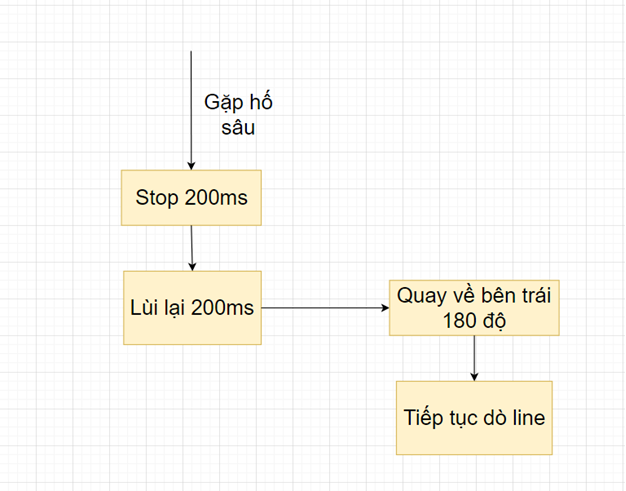 Gặp hố
sâu
Stop 200ms
Lùi lại 200ms
Quay về bên trái
180 độ
Tiếp tục dò line